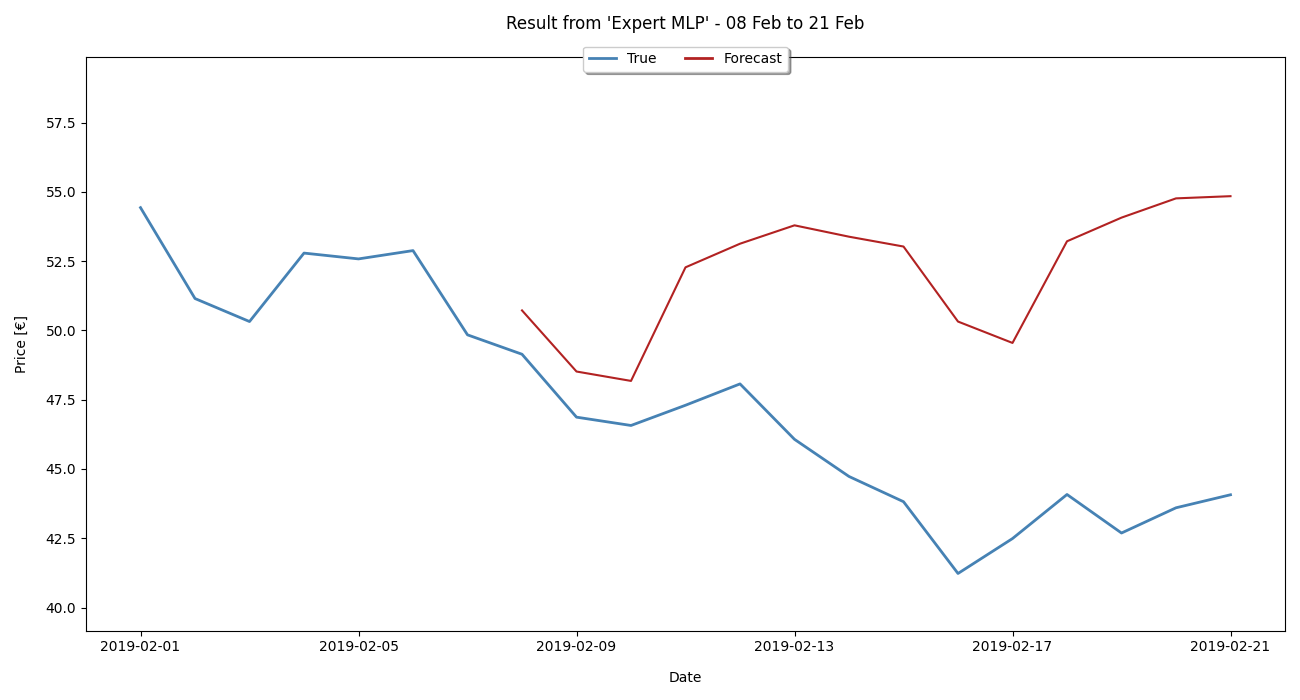 Result from 'Expert MLP' - 08 Feb to 21 Feb
True Forecast
57.5
55.0
52.5
50.0
47.5
45.0
42.5
40.0
Price [€]
2019-02-01 2019-02-05 2019-02-09 2019-02-13 2019-02-17 2019-02-21
Date